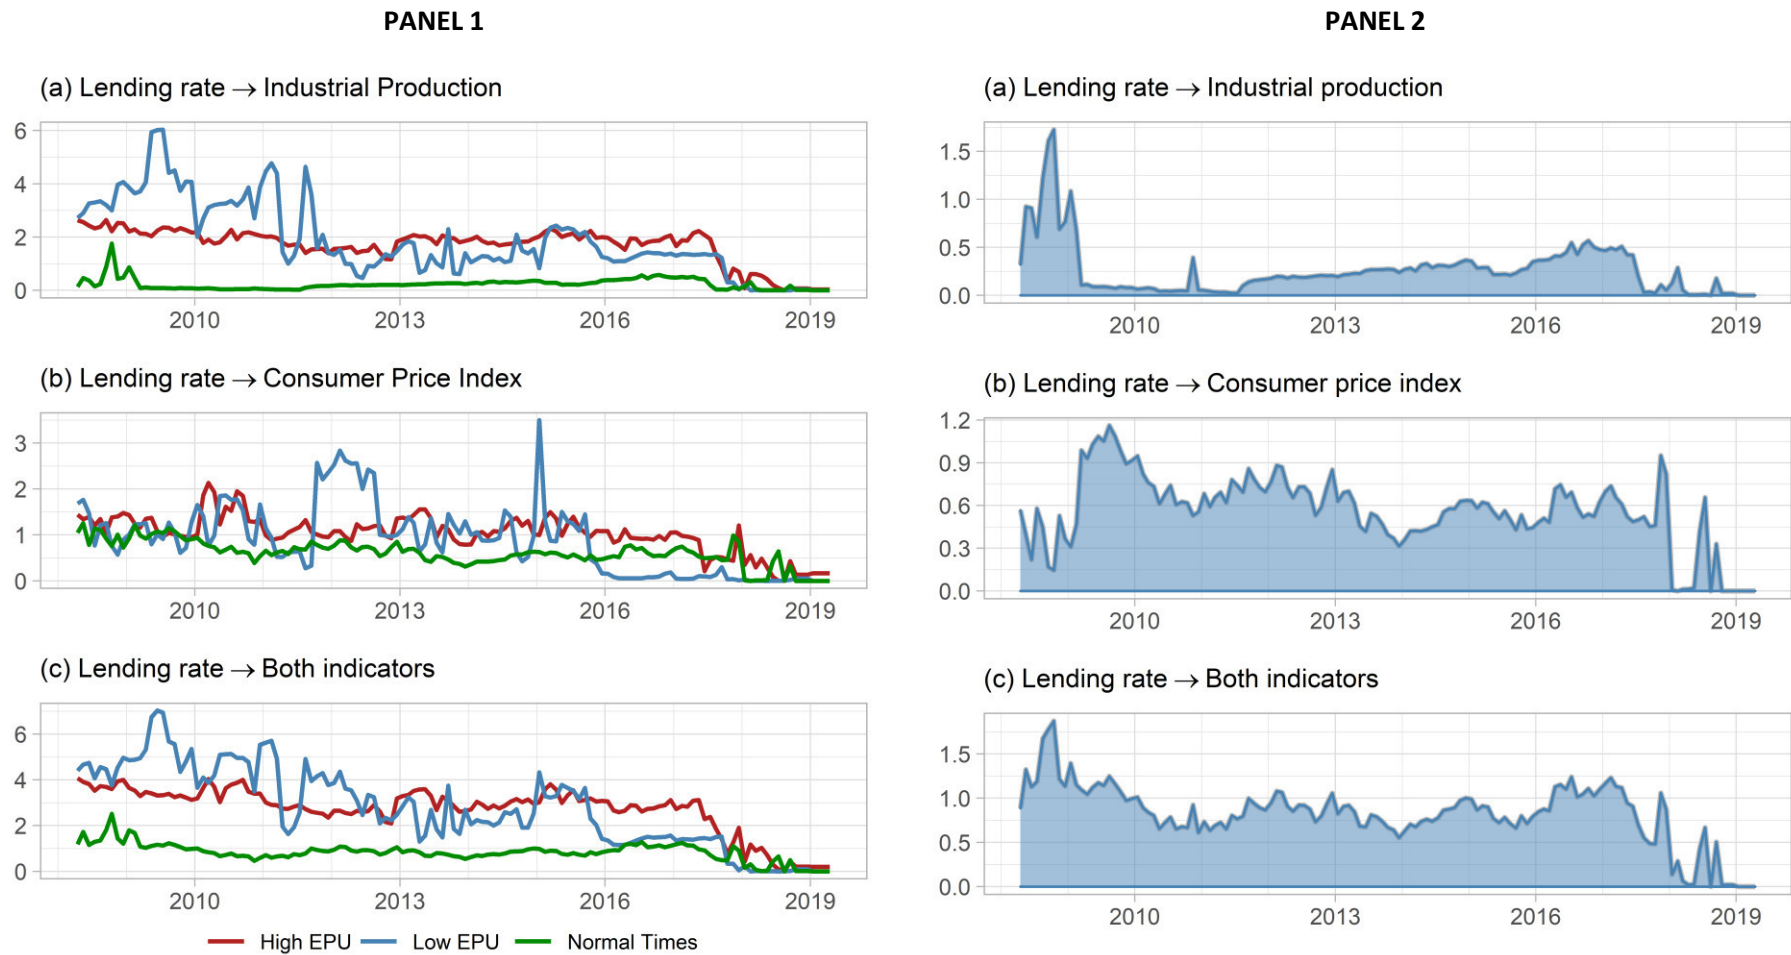 PANEL 1
(a) Lending rate → Industrial Production
6
4
2
0
2010 2013 2016 2019
(b) Lending rate → Consumer Price Index
3
2
1
0
2010 2013 2016 2019
(c) Lending rate → Both indicators
6
4
2
0
2010 2013 2016 2019
High EPU Low EPU Normal Times
PANEL 2
(a) Lending rate → Industrial production
1.5
1.0
0.5
0.0
2010 2013 2016 2019
(b) Lending rate → Consumer price index
1.2
0.9
0.6
0.3
0.0
2010 2013 2016 2019
(c) Lending rate → Both indicators
1.5
1.0
0.5
0.0
2010 2013 2016 2019